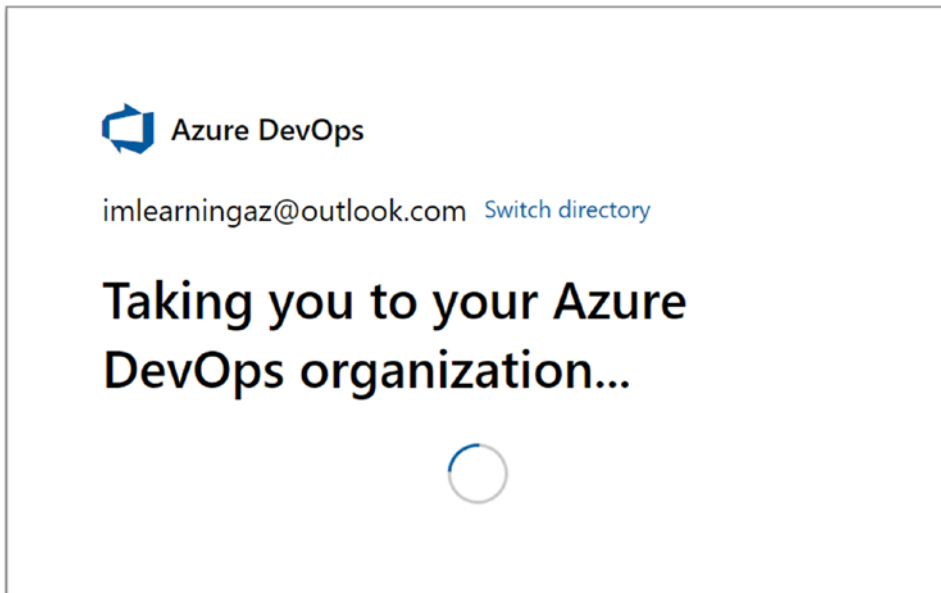 Azure DevOps
imlearningaz@outlook.com Switch directory
Taking you to your Azure
DevOps organization...